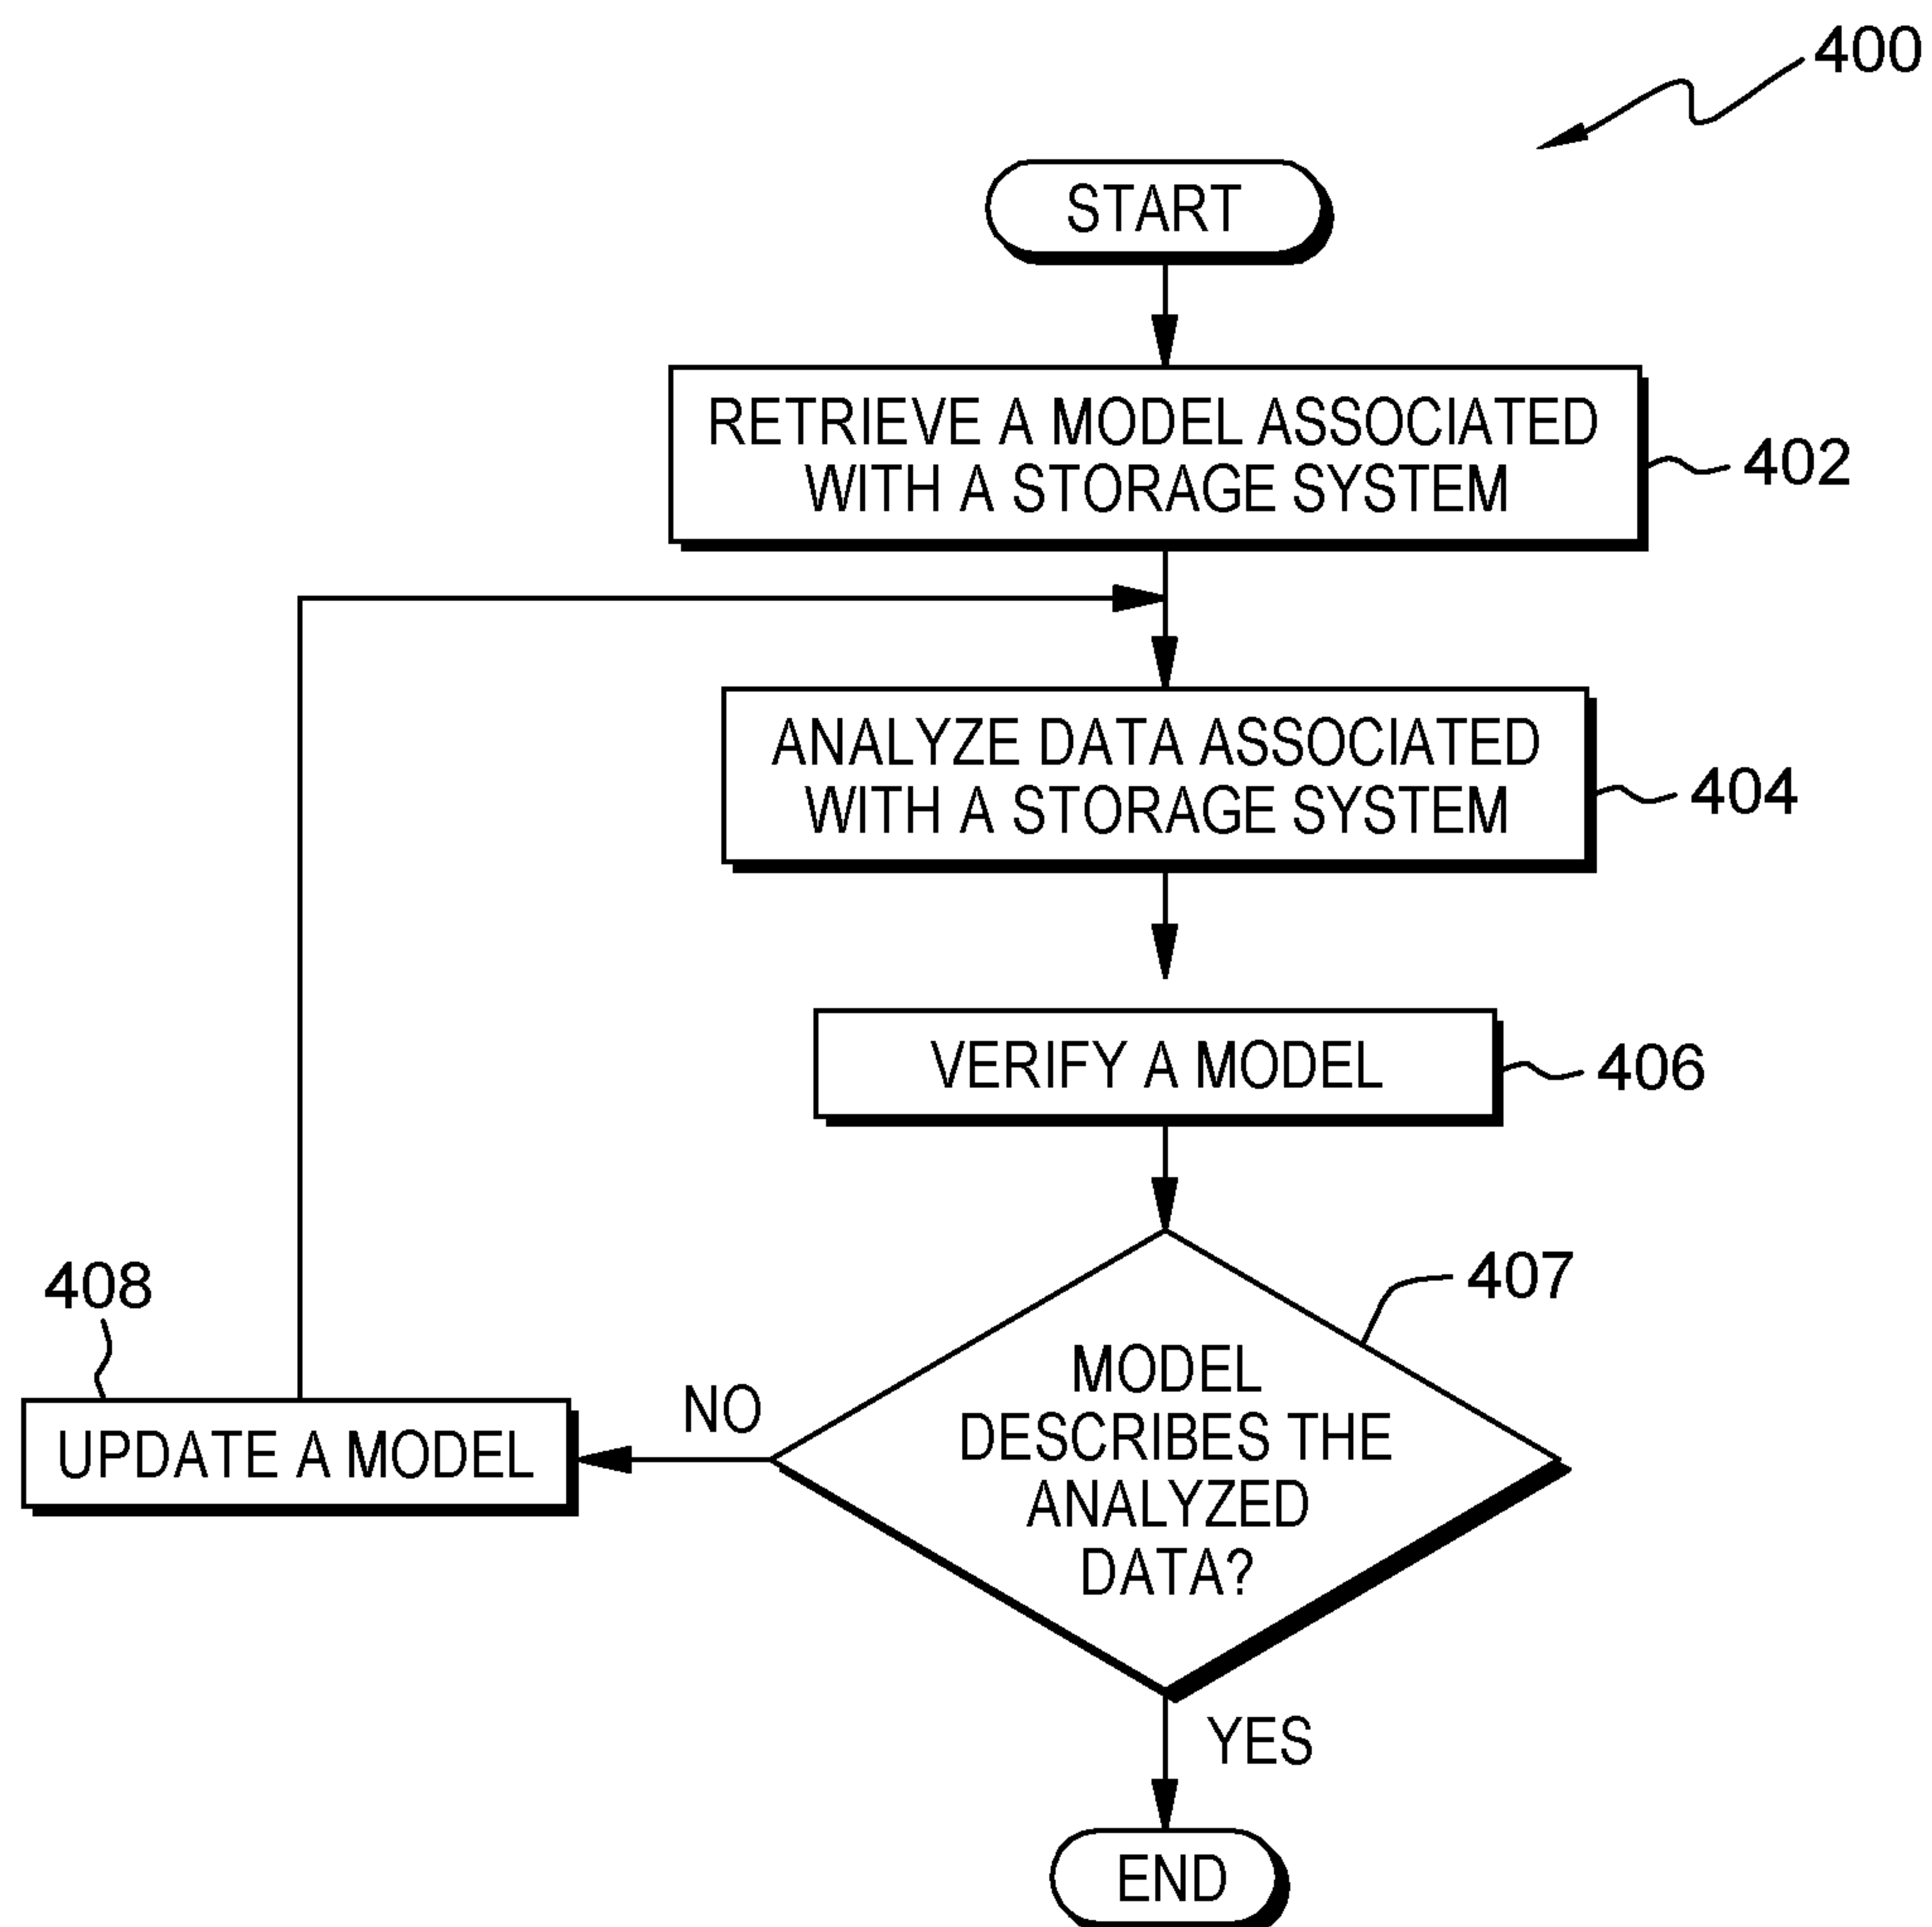 400
START
RETRIEVE A MODEL ASSOCIATED
WITH A STORAGE SYSTEM
402
ANALYZE DATA ASSOCIATED
WITH A STORAGE SYSTEM
404
VERIFY A MODEL
406
407
MODEL
DESCRIBES THE
ANALYZED
DATA?
NO
408
UPDATE A MODEL
YES
END